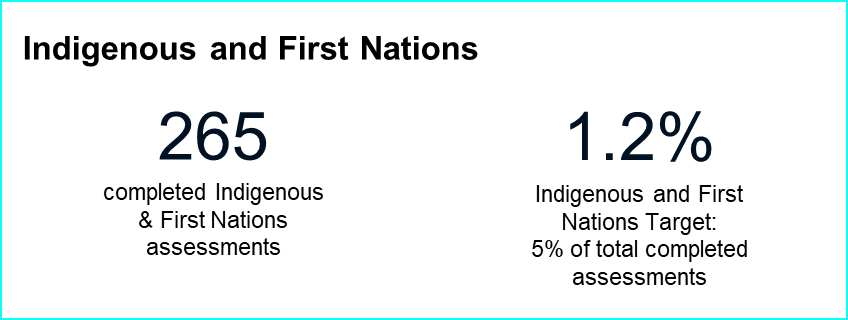 Indigenous and First Nations
265
completed Indigenous
& First Nations
assessments
1.2%
Indigenous and First
Nations Target:
5% of total completed
assessments